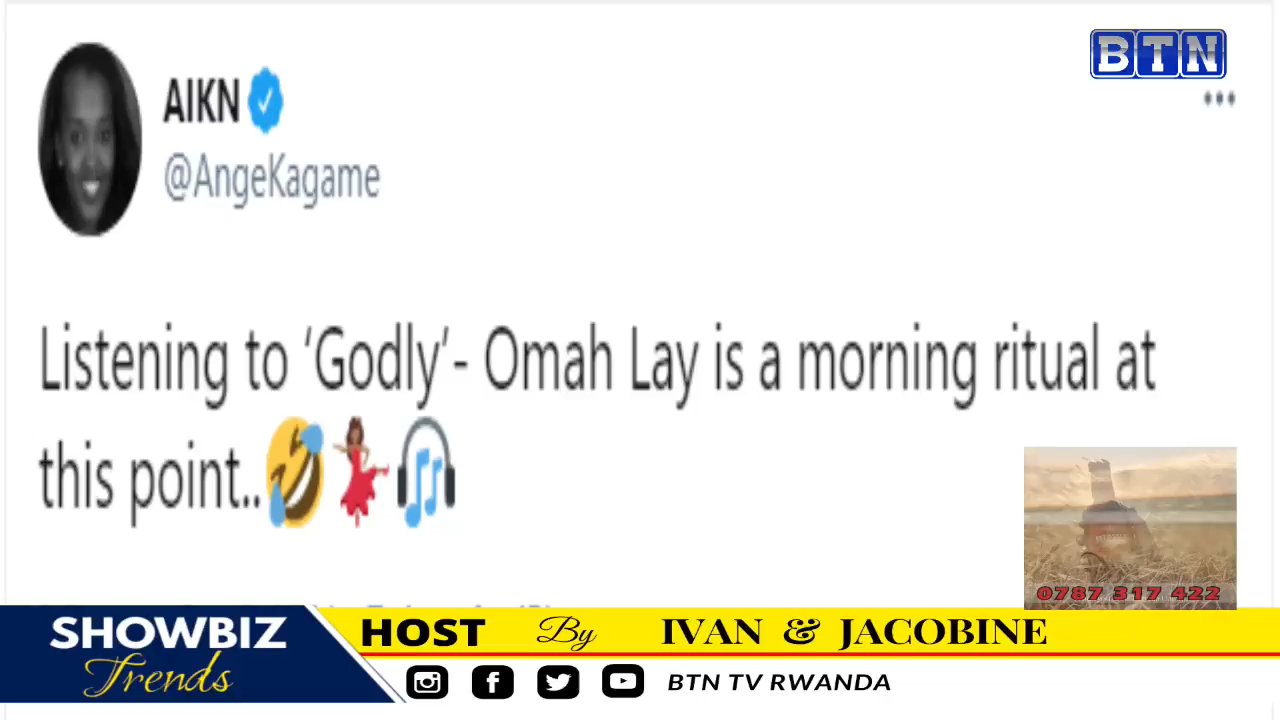 BTN
AIKN
@AngeKagame
Listening to ‘Godly’- Omah Lay is a morning ritual at
this point..🤣💃🎧
0787 317 422
SHOWBIZ
Trends
HOST By IVAN & JACOBINE
BTN TV RWANDA